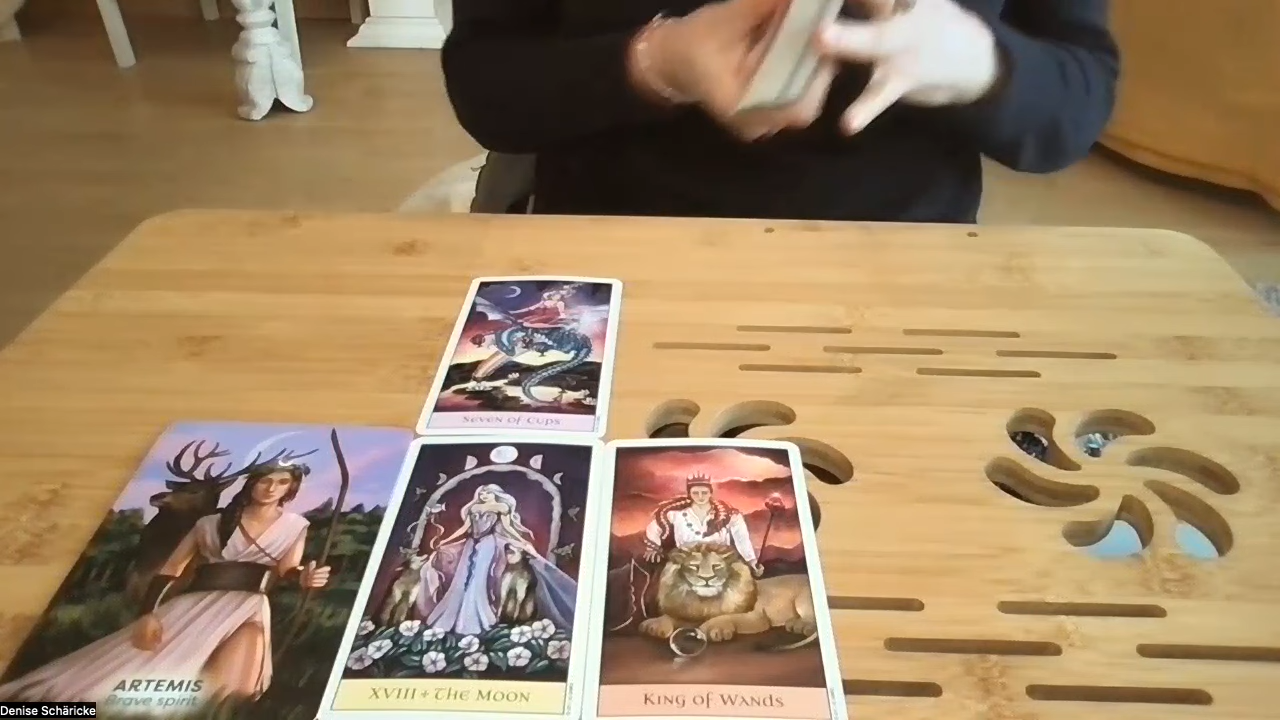 Seven of Cups
ARTEMIS
Brave spirit
XVIII + The Moon
King of Wands
Denise Schäricke